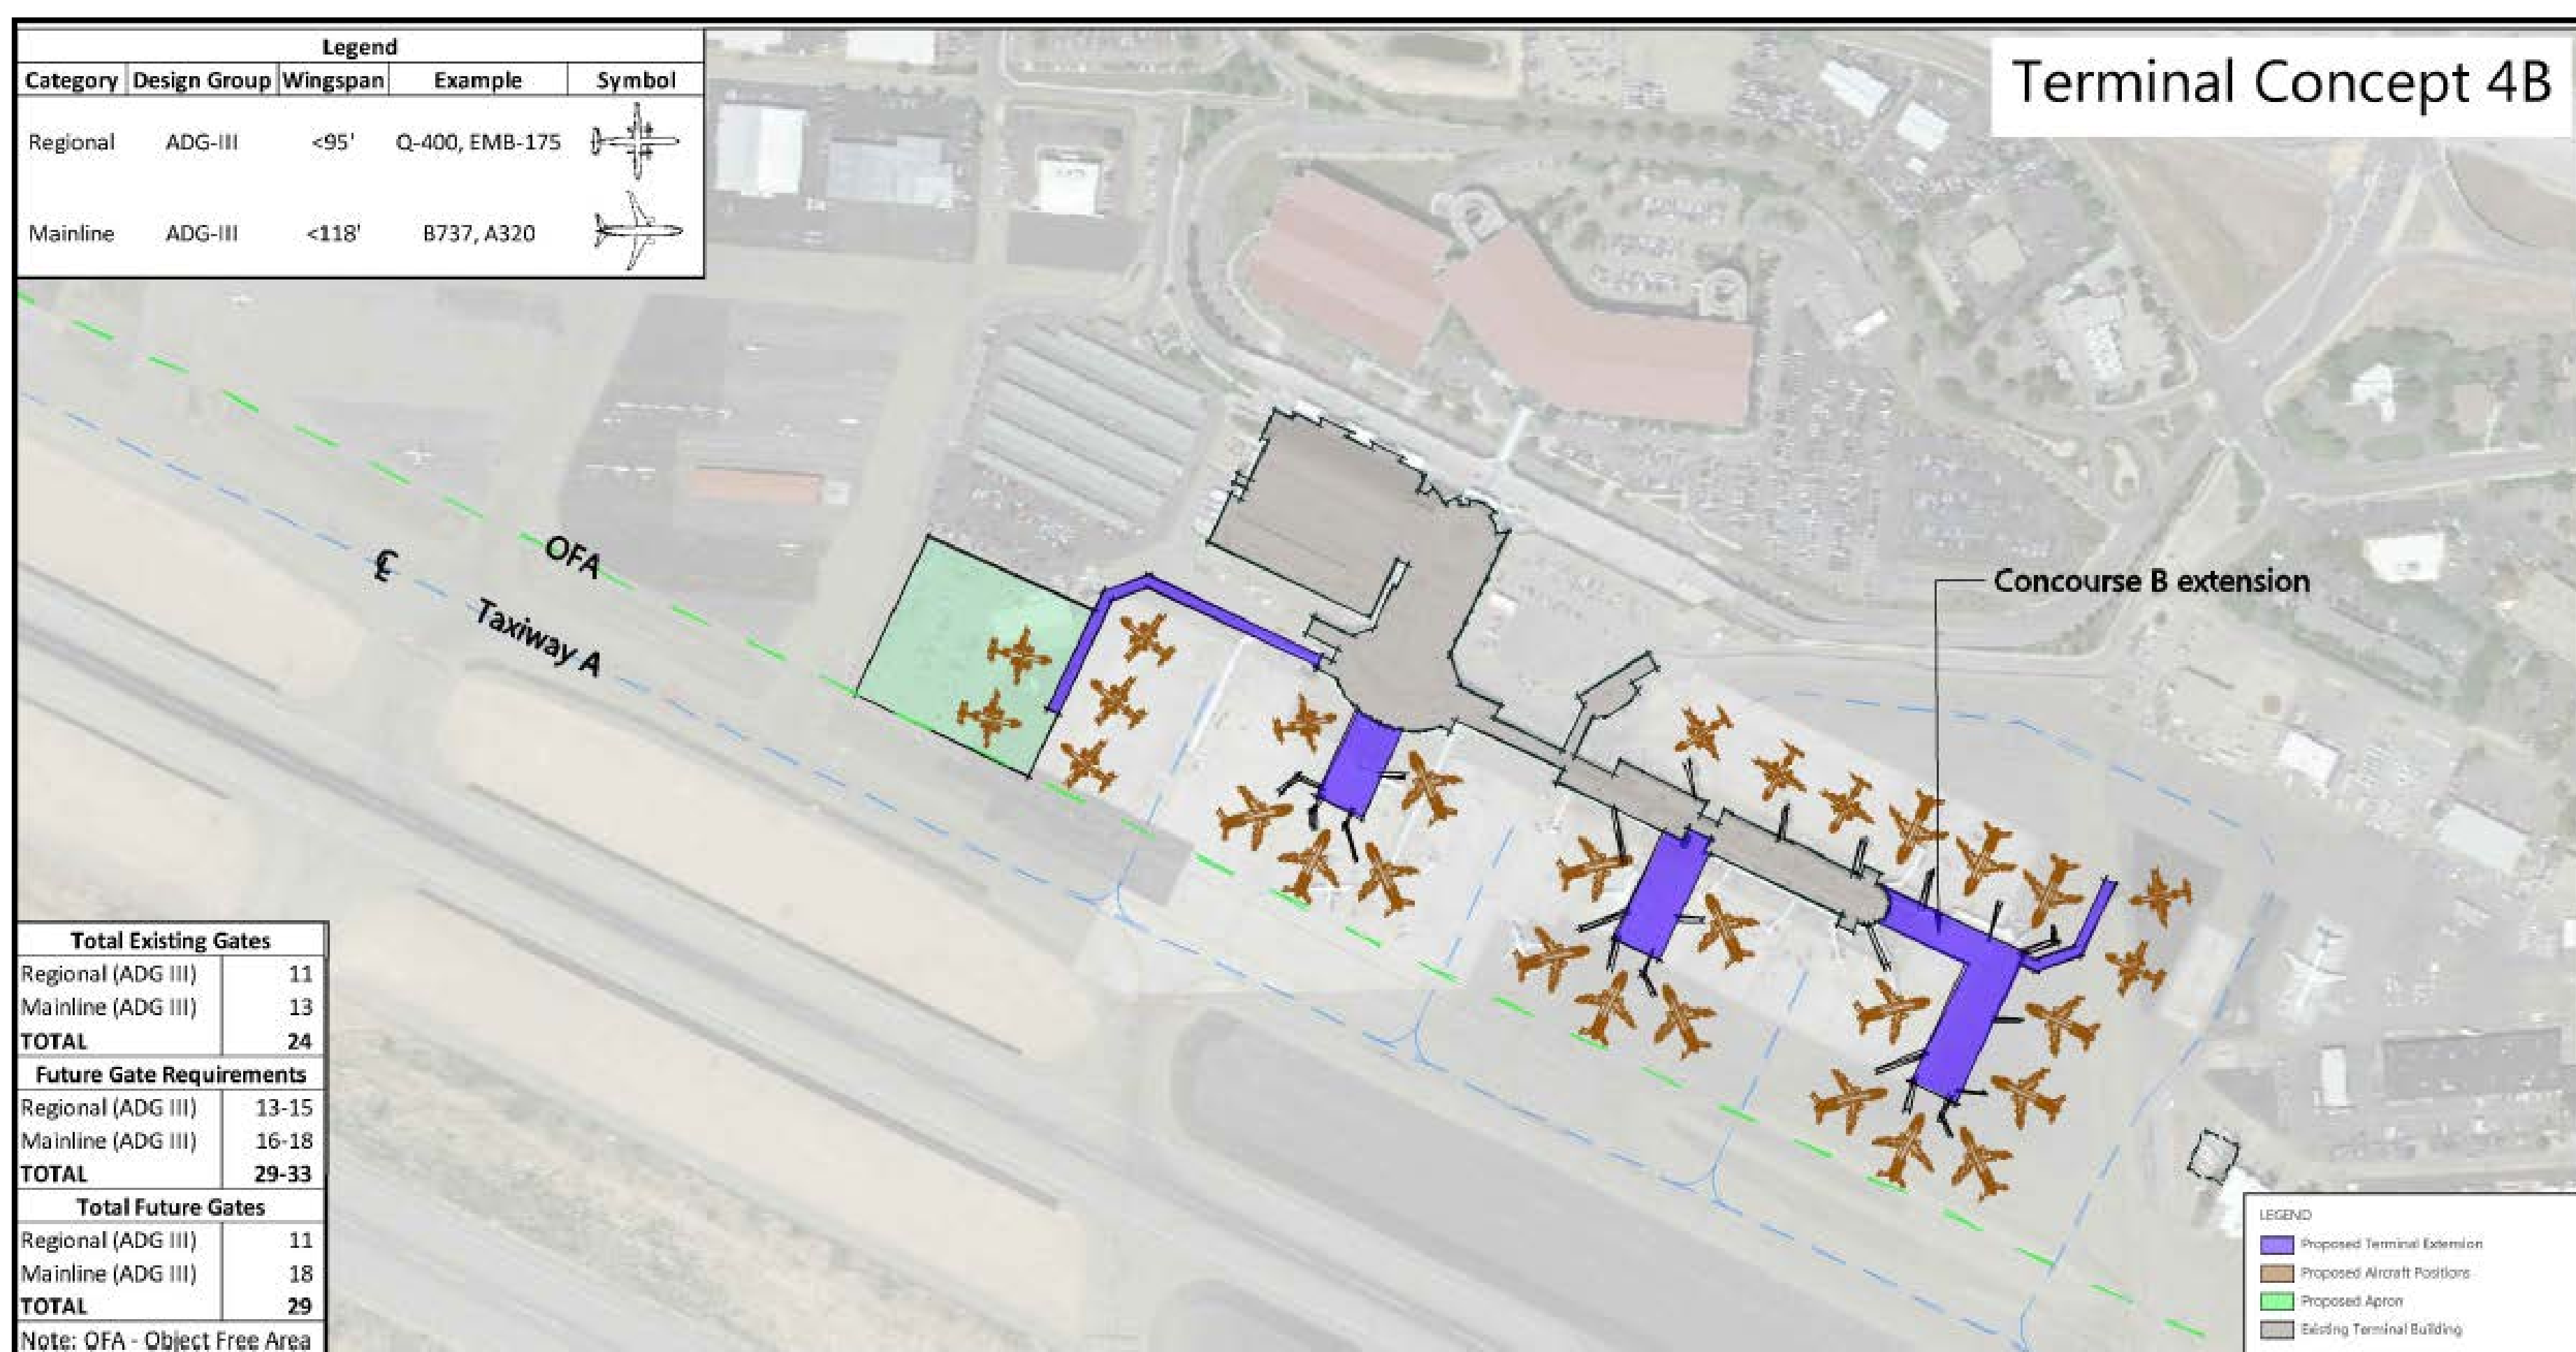 Legend
Category Design Group Wingspan Example Symbol
Regional ADG-III <95' Q-400, EMB-175
Mainline ADG-III <118' B737, A320
Terminal Concept 4B
OFA
℄
Taxiway A
Concourse B extension
Total Existing Gates
Regional (ADG III) 11
Mainline (ADG III) 13
TOTAL 24
Future Gate Requirements
Regional (ADG III) 13-15
Mainline (ADG III) 16-18
TOTAL 29-33
Total Future Gates
Regional (ADG III) 11
Mainline (ADG III) 18
TOTAL 29
Note: OFA - Object Free Area
LEGEND
Proposed Terminal Extension
Proposed Aircraft Positions
Proposed Apron
Existing Terminal Building